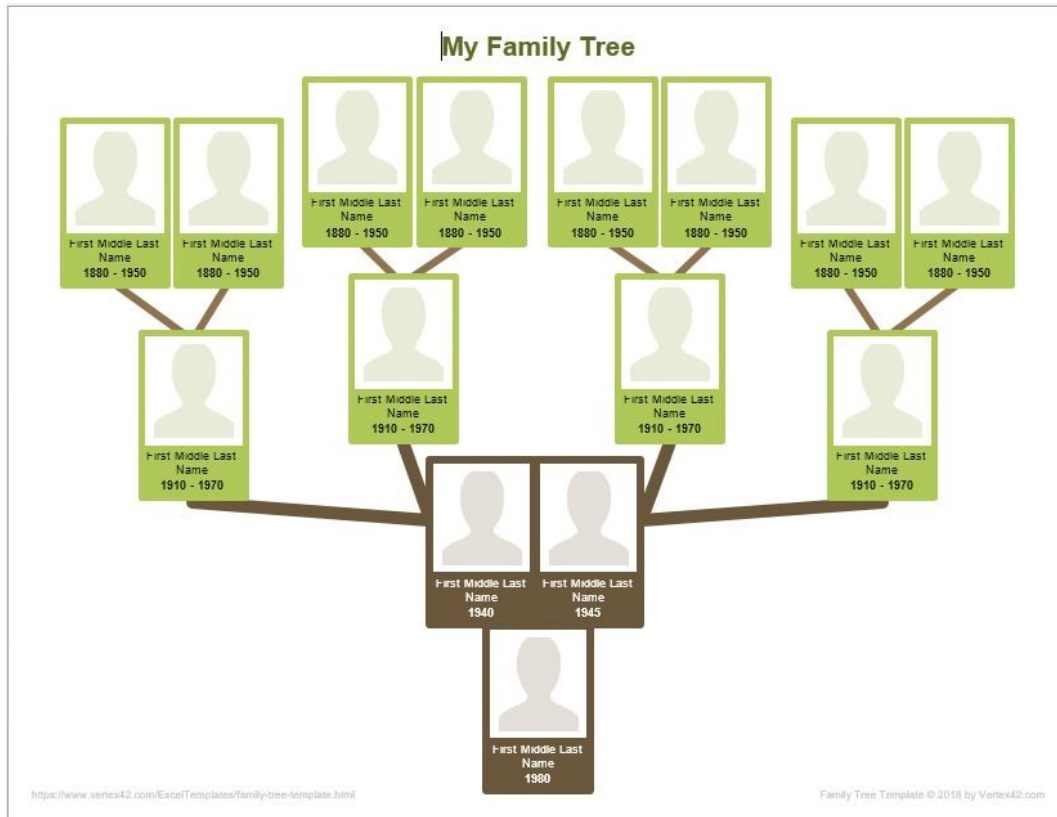 My Family Tree
First Middle Last
Name
1880 - 1950
First Middle Last
Name
1880 - 1950
First Middle Last
Name
1880 - 1950
First Middle Last
Name
1880 - 1950
First Middle Last
Name
1880 - 1950
First Middle Last
Name
1880 - 1950
First Middle Last
Name
1880 - 1950
First Middle Last
Name
1880 - 1950
First Middle Last
Name
1910 - 1970
First Middle Last
Name
1910 - 1970
First Middle Last
Name
1910 - 1970
First Middle Last
Name
1910 - 1970
First Middle Last
Name
1940
First Middle Last
Name
1945
First Middle Last
Name
1980
https://www.vertex42.com/ExcelTemplates/family-tree-template.html
Family Tree Template © 2018 by Vertex42.com